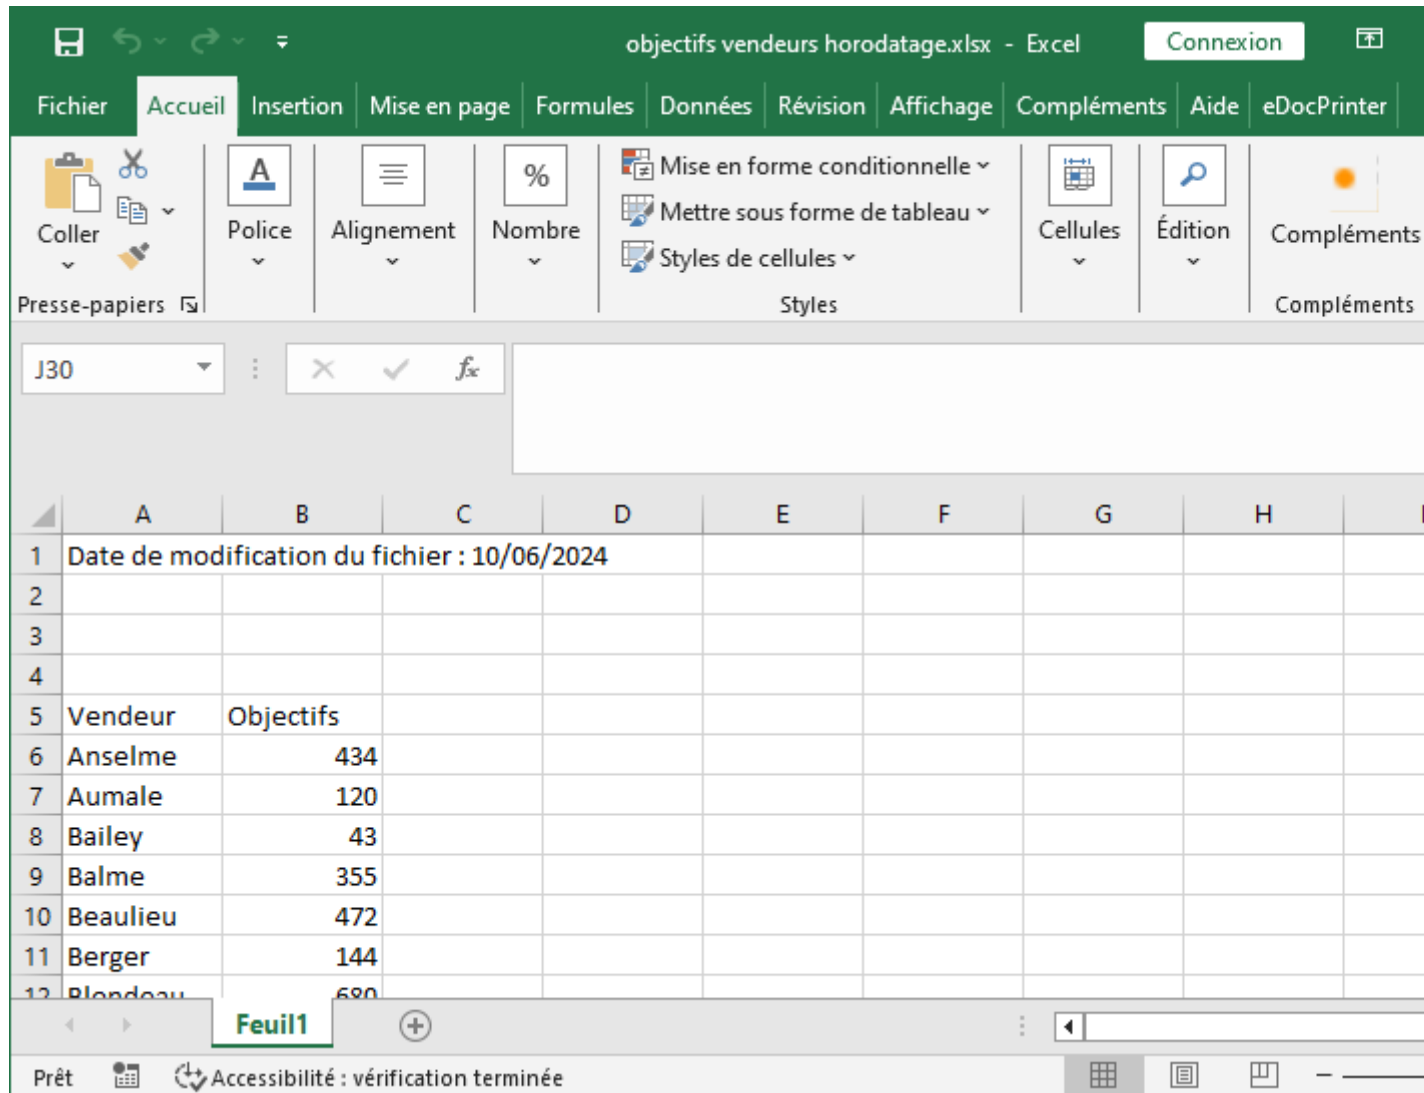 objectifs vendeurs horodatage.xlsx - Excel Connexion
Fichier Accueil Insertion Mise en page Formules Données Révision Affichage Compléments Aide eDocPrinter
Coller Police Alignement Nombre % Mise en forme conditionnelle Cellules Édition Compléments
Mettre sous forme de tableau
Styles de cellules
Presse-papiers Styles Compléments
J30 fx
A B C D E F G H
1 Date de modification du fichier : 10/06/2024
2
3
4
5 Vendeur Objectifs
6 Anselme 434
7 Aumale 120
8 Bailey 43
9 Balme 355
10 Beaulieu 472
11 Berger 144
12 Blondeau 680
Feuil1
Prêt Accessibilité : vérification terminée